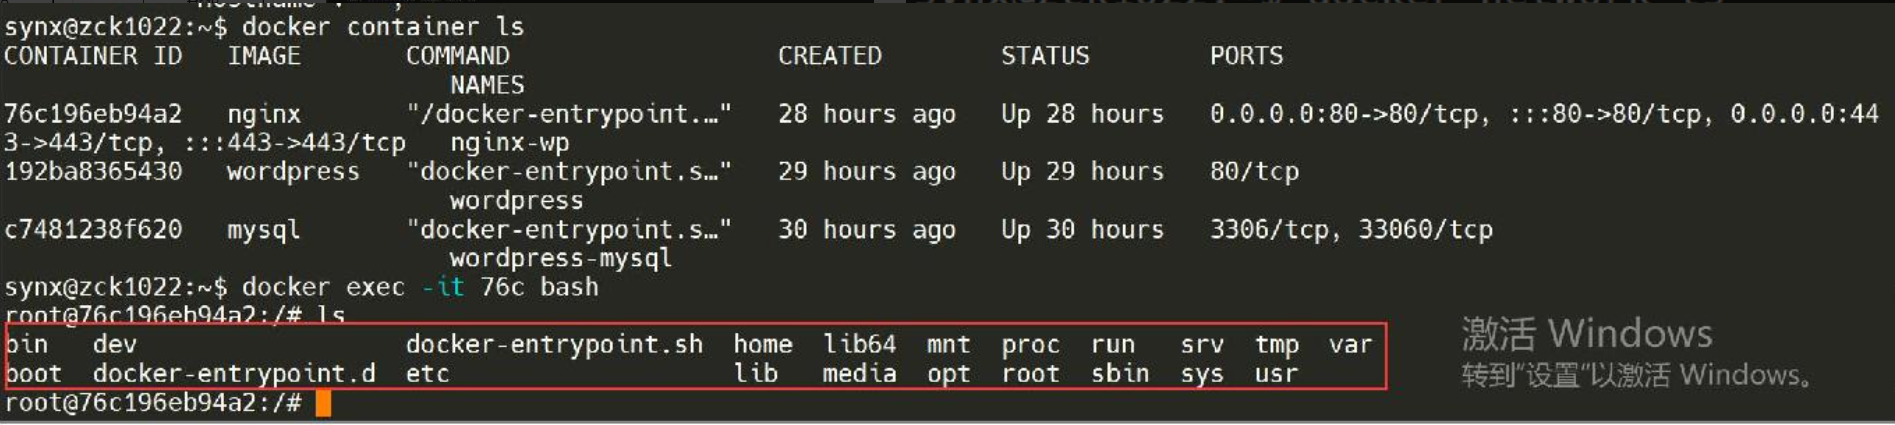 synx@zck1022:~$ docker container ls
CONTAINER ID   IMAGE       COMMAND                  CREATED        STATUS        PORTS
NAMES
76c196eb94a2   nginx       "/docker-entrypoint.…"   28 hours ago   Up 28 hours   0.0.0.0:80->80/tcp, :::80->80/tcp, 0.0.0.0:44
3->443/tcp, :::443->443/tcp   nginx-wp
192ba8365430   wordpress   "docker-entrypoint.s…"   29 hours ago   Up 29 hours   80/tcp
wordpress
c7481238f620   mysql       "docker-entrypoint.s…"   30 hours ago   Up 30 hours   3306/tcp, 33060/tcp
wordpress-mysql
synx@zck1022:~$ docker exec -it 76c bash
root@76c196eb94a2:/# ls
bin   dev                  docker-entrypoint.sh  home  lib64  mnt  proc  run   srv  tmp  var
boot  docker-entrypoint.d  etc                   lib   media  opt  root  sbin  sys  usr
root@76c196eb94a2:/#
激活 Windows
转到"设置"以激活 Windows。